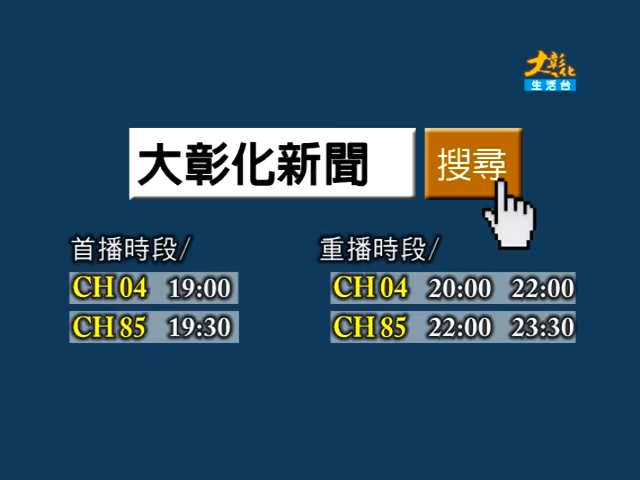 大彰化
生活台
大彰化新聞 搜尋
首播時段/ 重播時段/
CH 04 19:00 CH 04 20:00 22:00
CH 85 19:30 CH 85 22:00 23:30